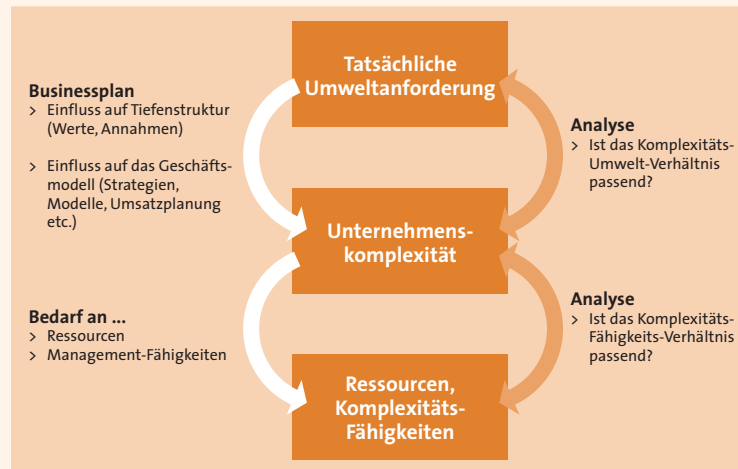 Tatsächliche
Umweltanforderung
Businessplan
> Einfluss auf Tiefenstruktur
(Werte, Annahmen)
> Einfluss auf das Geschäfts-
modell (Strategien,
Modelle, Umsatzplanung
etc.)
Analyse
> Ist das Komplexitäts-
Umwelt-Verhältnis
passend?
Unternehmens-
komplexität
Bedarf an ...
> Ressourcen
> Management-Fähigkeiten
Analyse
> Ist das Komplexitäts-
Fähigkeits-Verhältnis
passend?
Ressourcen,
Komplexitäts-
Fähigkeiten